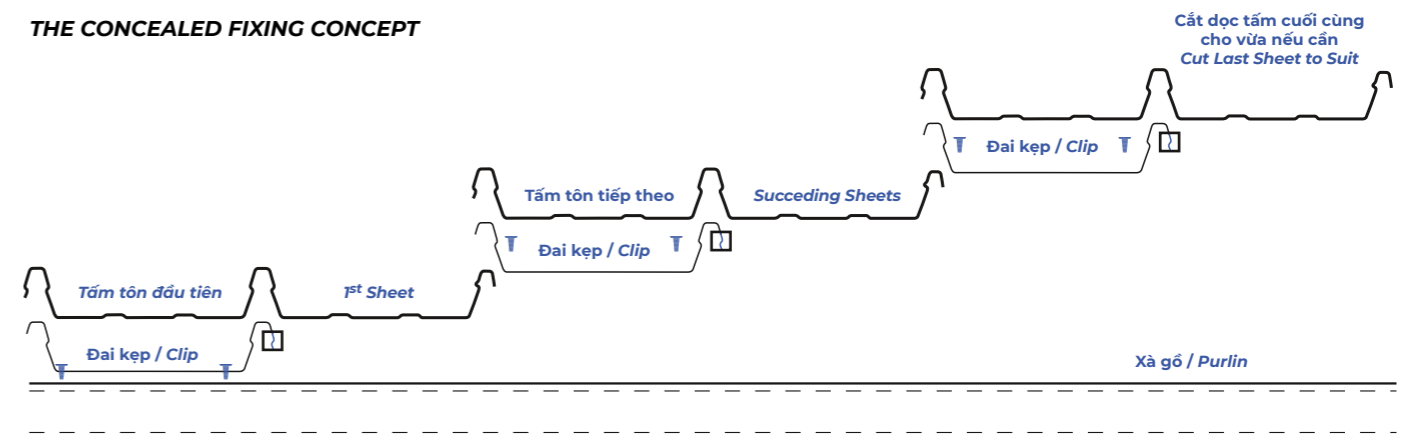 THE CONCEALED FIXING CONCEPT
Cắt dọc tấm cuối cùng
cho vừa nếu cần
Cut Last Sheet to Suit
Đai kẹp / Clip
Tấm tôn tiếp theo
Succeding Sheets
Đai kẹp / Clip
Tấm tôn đầu tiên
1st Sheet
Đai kẹp / Clip
Xà gồ / Purlin